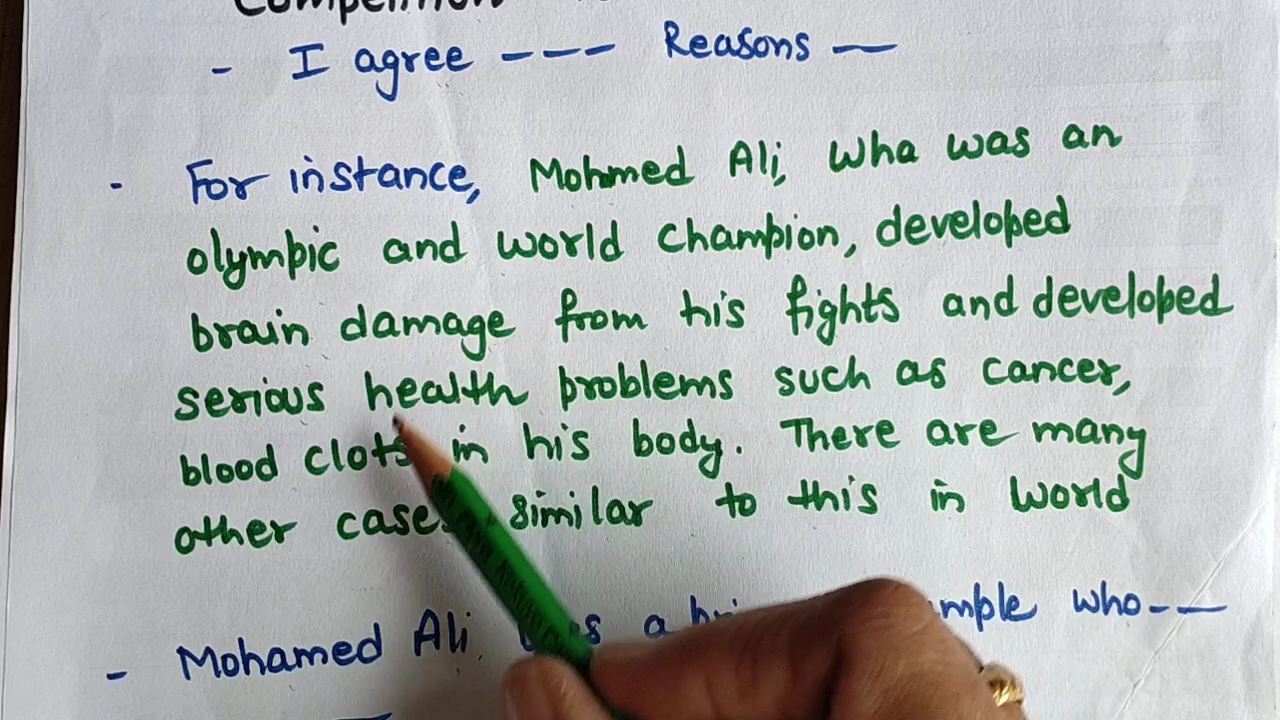 Competition
- I agree --- Reasons —
- For instance, Mohmed Ali, Wha was an
olympic and world champion, developed
brain damage from his fights and developed
serious health problems such as cancer,
blood clots in his body. There are many
other cases similar to this in world
- Mohamed Ali was a who--—